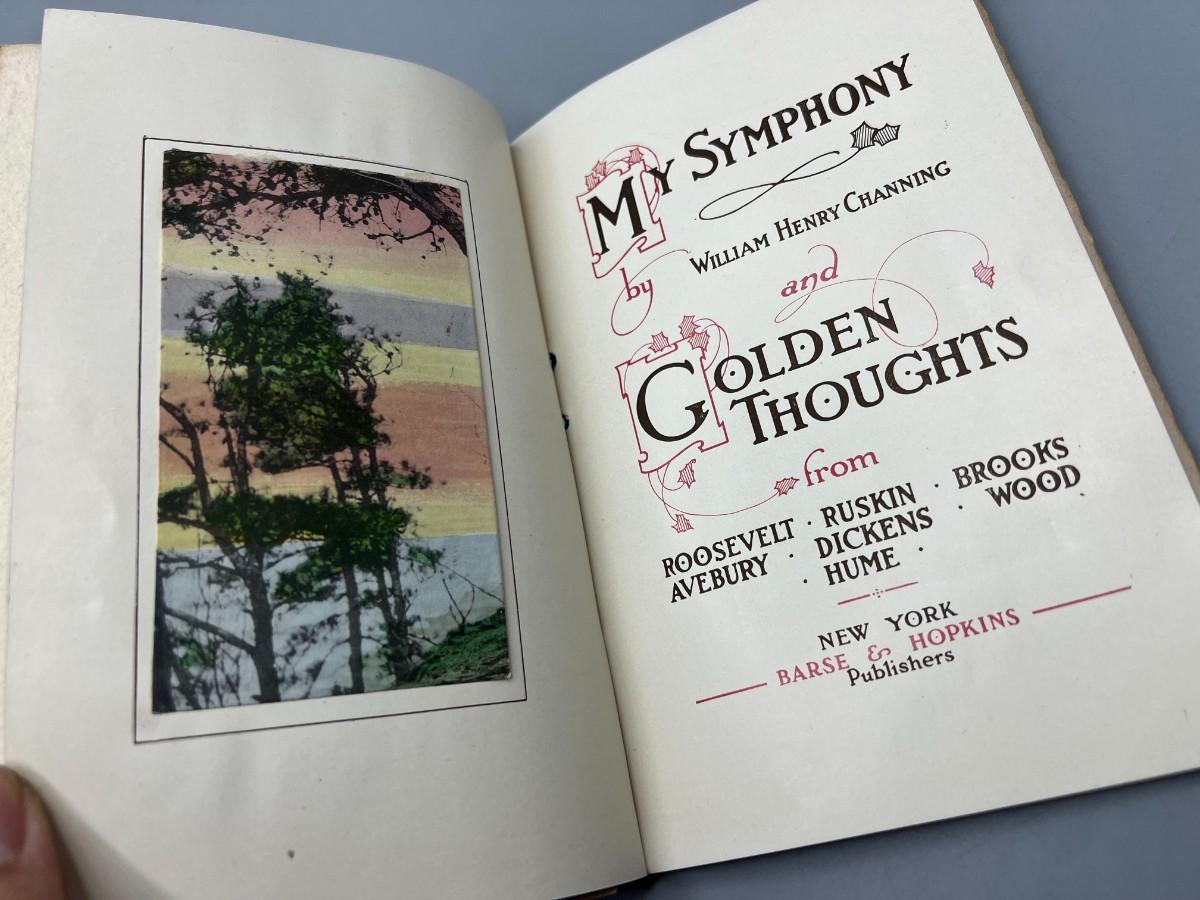 My Symphony
by William Henry Channing
and
Golden
Thoughts
from
ROOSEVELT · RUSKIN · BROOKS
AVEBURY · DICKENS · WOOD
· HUME ·
NEW YORK
BARSE & HOPKINS
Publishers